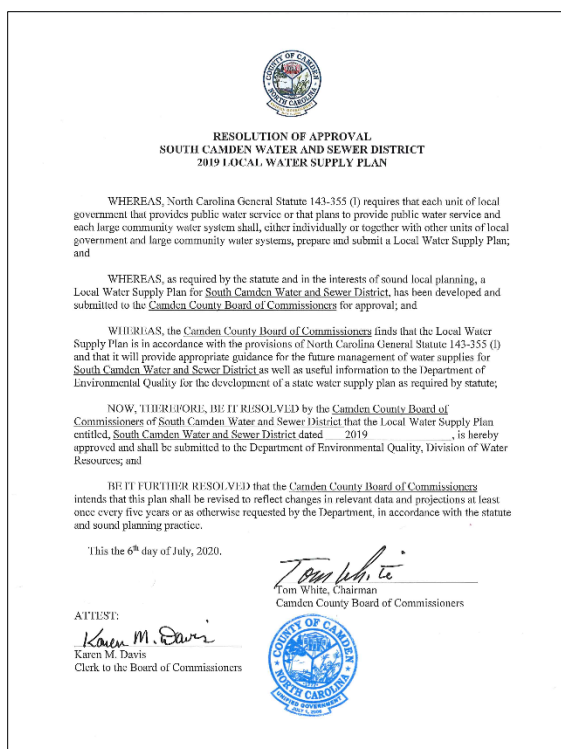 COUNTY OF CAMDEN
NORTH CAROLINA
RESOLUTION OF APPROVAL
SOUTH CAMDEN WATER AND SEWER DISTRICT
2019 LOCAL WATER SUPPLY PLAN
WHEREAS, North Carolina General Statute 143-355 (l) requires that each unit of local
government that provides public water service or that plans to provide public water service and
each large community water system shall, either individually or together with other units of local
government and large community water systems, prepare and submit a Local Water Supply Plan;
and
WHEREAS, as required by the statute and in the interests of sound local planning, a
Local Water Supply Plan for South Camden Water and Sewer District, has been developed and
submitted to the Camden County Board of Commissioners for approval; and
WHEREAS, the Camden County Board of Commissioners finds that the Local Water
Supply Plan is in accordance with the provisions of North Carolina General Statute 143-355 (l)
and that it will provide appropriate guidance for the future management of water supplies for
South Camden Water and Sewer District as well as useful information to the Department of
Environmental Quality for the development of a state water supply plan as required by statute;
NOW, THEREFORE, BE IT RESOLVED by the Camden County Board of
Commissioners of South Camden Water and Sewer District that the Local Water Supply Plan
entitled, South Camden Water and Sewer District dated 2019 , is hereby
approved and shall be submitted to the Department of Environmental Quality, Division of Water
Resources; and
BE IT FURTHER RESOLVED that the Camden County Board of Commissioners
intends that this plan shall be revised to reflect changes in relevant data and projections at least
once every five years or as otherwise requested by the Department, in accordance with the statute
and sound planning practice.
This the 6th day of July, 2020.
Tom White
Tom White, Chairman
Camden County Board of Commissioners
ATTEST:
Karen M. Davis
Karen M. Davis
Clerk to the Board of Commissioners
COUNTY OF CAMDEN
NORTH CAROLINA
UNIFIED GOVERNMENT